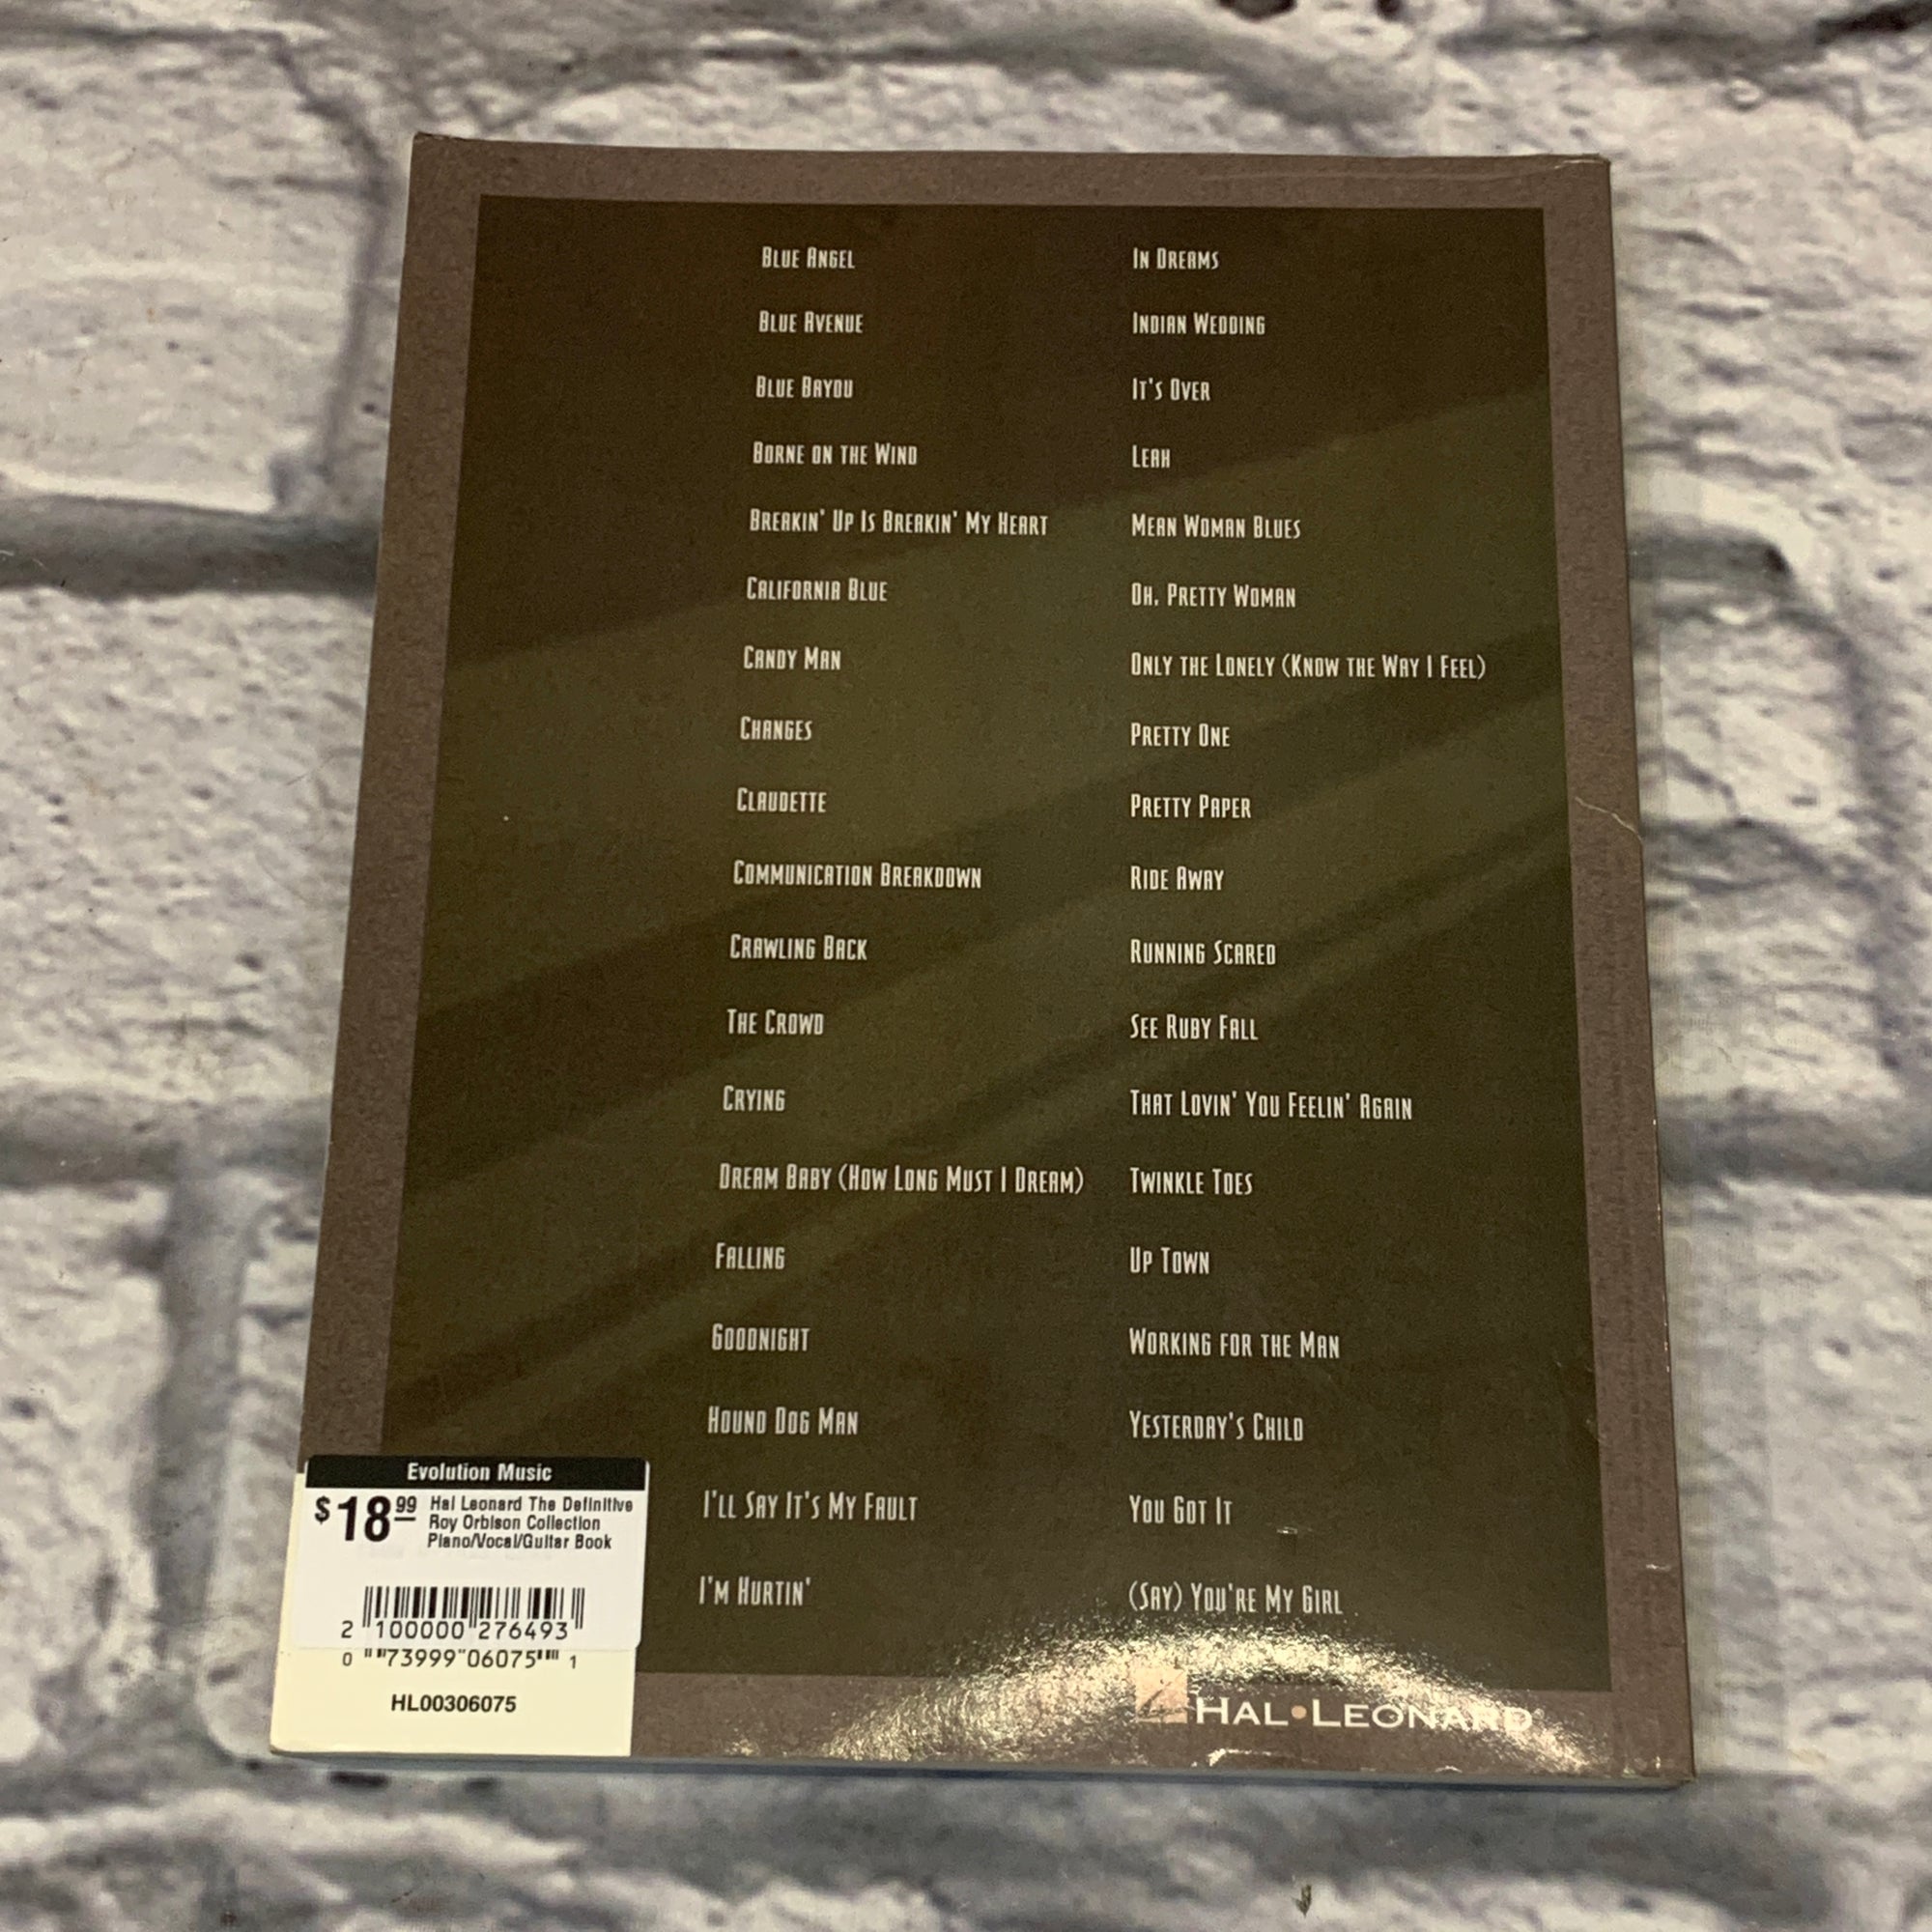 Blue Angel
Blue Avenue
Blue Bayou
Borne on the Wind
Breakin' Up Is Breakin' My Heart
California Blue
Candy Man
Changes
Claudette
Communication Breakdown
Crawling Back
The Crowd
Crying
Dream Baby (How Long Must I Dream)
Falling
Goodnight
Hound Dog Man
I'll Say It's My Fault
I'm Hurtin'
In Dreams
Indian Wedding
It's Over
Leah
Mean Woman Blues
Oh, Pretty Woman
Only the Lonely (Know the Way I Feel)
Pretty One
Pretty Paper
Ride Away
Running Scared
See Ruby Fall
That Lovin' You Feelin' Again
Twinkle Toes
Up Town
Working for the Man
Yesterday's Child
You Got It
(Say) You're My Girl
Evolution Music
$18.99
Hal Leonard The Definitive
Roy Orbison Collection
Piano/Vocal/Guitar Book
2 100000 276493
0 73999 06075 1
HL00306075
HAL•LEONARD